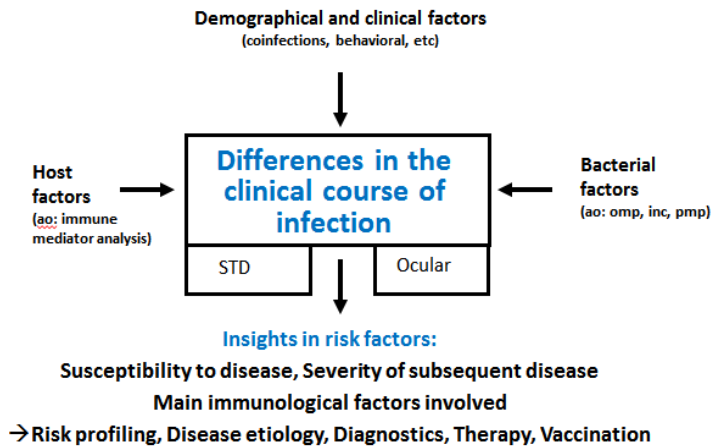 Demographical and clinical factors
(coinfections, behavioral, etc)
Differences in the
clinical course of
infection
Host
factors
(ao: immune
mediator analysis)
Bacterial
factors
(ao: omp, inc, pmp)
STD
Ocular
Insights in risk factors:
Susceptibility to disease, Severity of subsequent disease
Main immunological factors involved
→Risk profiling, Disease etiology, Diagnostics, Therapy, Vaccination